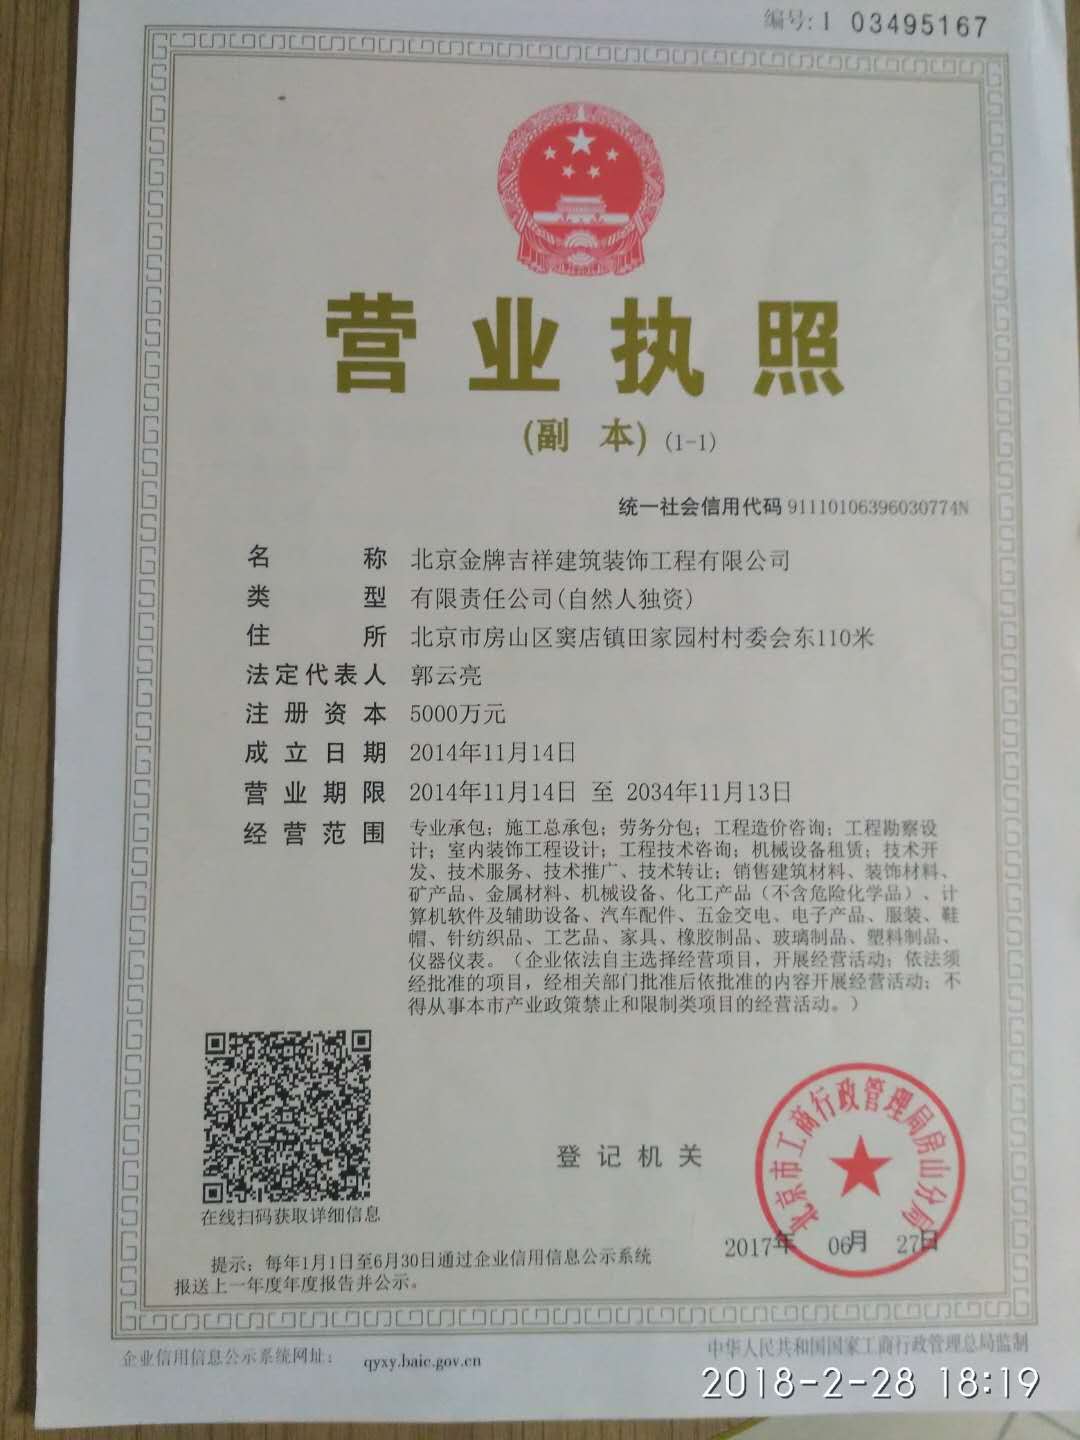 编号: 1 03495167
营业执照
(副 本) (1-1)
统一社会信用代码 91110106396030774N
名称 北京金牌吉祥建筑装饰工程有限公司
类型 有限责任公司(自然人独资)
住所 北京市房山区窦店镇田家园村村委会东110米
法定代表人 郭云亮
注册资本 5000万元
成立日期 2014年11月14日
营业期限 2014年11月14日 至 2034年11月13日
经营范围 专业承包；施工总承包；劳务分包；工程造价咨询；工程勘察设
计；室内装饰工程设计；工程技术咨询；机械设备租赁；技术开
发、技术服务、技术推广、技术转让；销售建筑材料、装饰材料、
矿产品、金属材料、机械设备、化工产品（不含危险化学品）、计
算机软件及辅助设备、汽车配件、五金交电、电子产品、服装、鞋
帽、针纺织品、工艺品、家具、橡胶制品、玻璃制品、塑料制品、
仪器仪表。（企业依法自主选择经营项目，开展经营活动；依法须
经批准的项目，经相关部门批准后依批准的内容开展经营活动；不
得从事本市产业政策禁止和限制类项目的经营活动。）
在线扫码获取详细信息
登记机关
北京市工商行政管理局房山分局
2017年 06月 27日
提示：每年1月1日至6月30日通过企业信用信息公示系统
报送上一年度年度报告并公示。
企业信用信息公示系统网址： qyxy.baic.gov.cn
中华人民共和国国家工商行政管理总局监制
2018-2-28 18:19